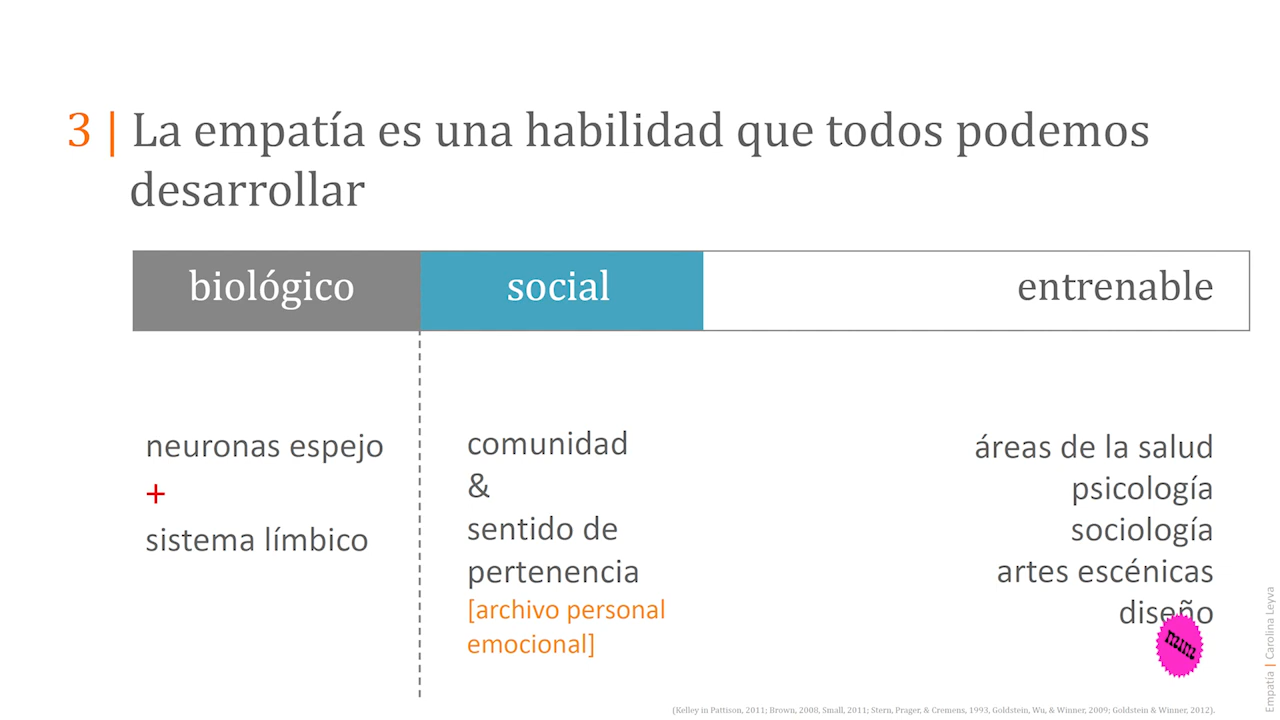 3 | La empatía es una habilidad que todos podemos
desarrollar
biológico
social
entrenable
neuronas espejo
+
sistema límbico
comunidad
&
sentido de
pertenencia
[archivo personal
emocional]
áreas de la salud
psicología
sociología
artes escénicas
diseño
(Kelley in Pattison, 2011; Brown, 2008, Small, 2011; Stern, Prager, & Cremens, 1993, Goldstein, Wu, & Winner, 2009; Goldstein & Winner, 2012).
Empatía | Carolina Leyva